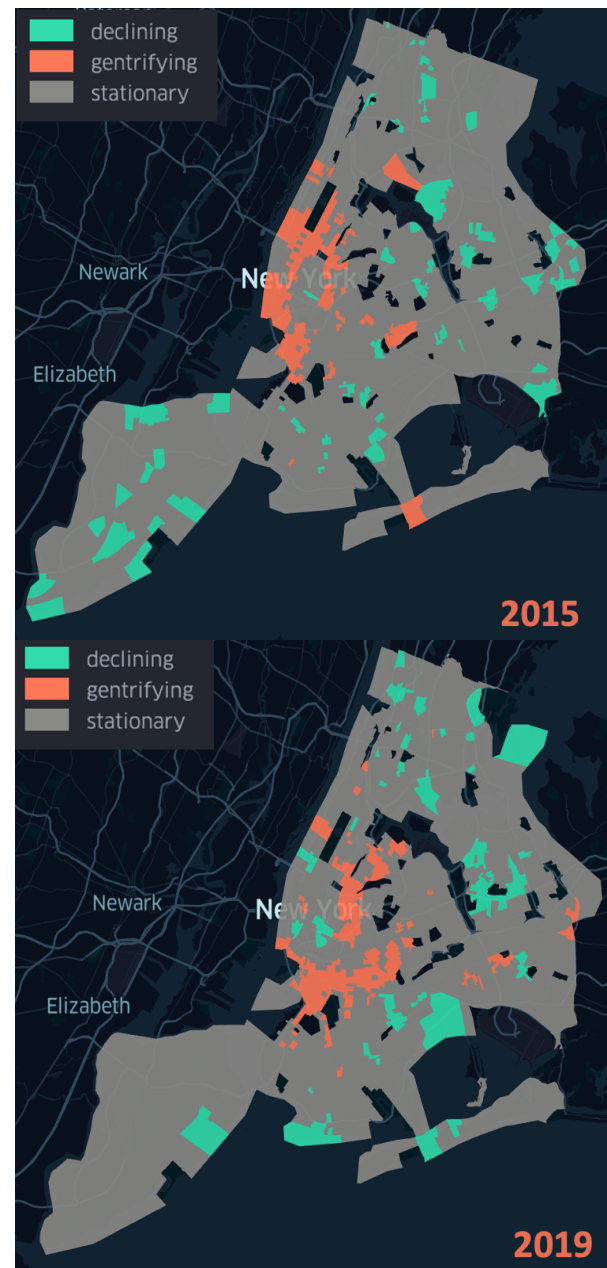 declining
gentrifying
stationary
Newark
New York
Elizabeth
2015
declining
gentrifying
stationary
Newark
New York
Elizabeth
2019